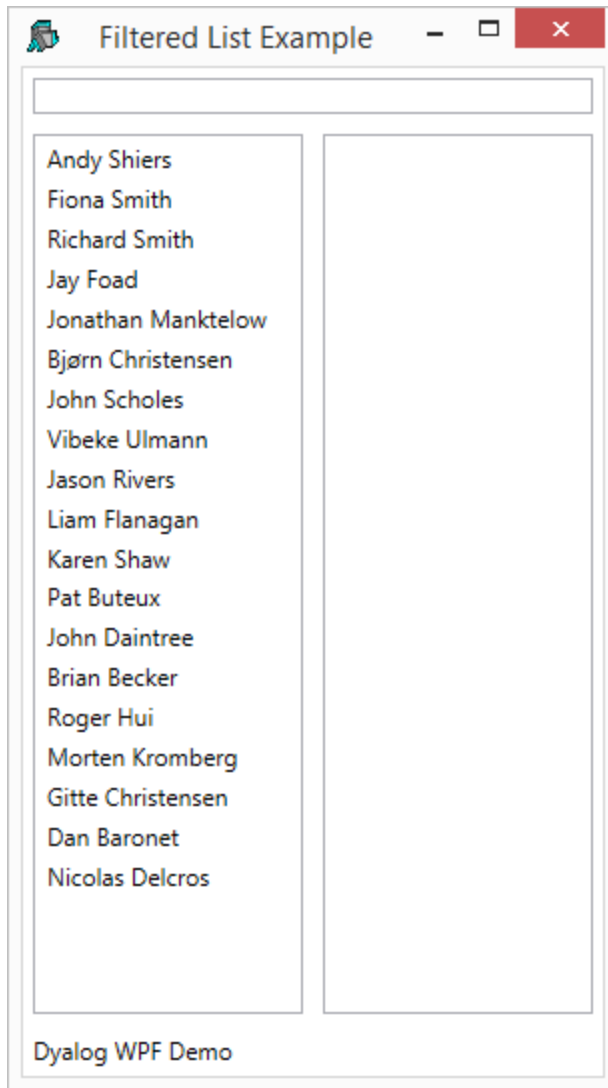 Filtered List Example
Andy Shiers
Fiona Smith
Richard Smith
Jay Foad
Jonathan Manktelow
Bjørn Christensen
John Scholes
Vibeke Ulmann
Jason Rivers
Liam Flanagan
Karen Shaw
Pat Buteux
John Daintree
Brian Becker
Roger Hui
Morten Kromberg
Gitte Christensen
Dan Baronet
Nicolas Delcros
Dyalog WPF Demo